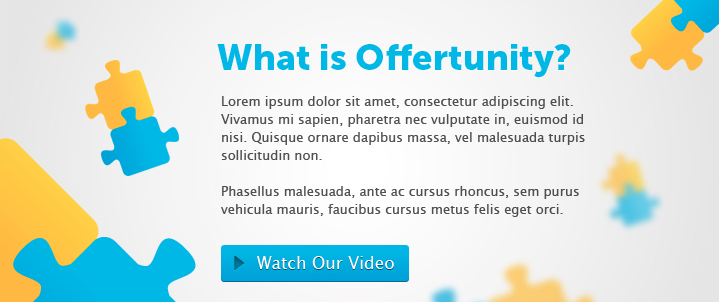 What is Offertunity?
Lorem ipsum dolor sit amet, consectetur adipiscing elit.
Vivamus mi sapien, pharetra nec vulputate in, euismod id
nisi. Quisque ornare dapibus massa, vel malesuada turpis
sollicitudin non.
Phasellus malesuada, ante ac cursus rhoncus, sem purus
vehicula mauris, faucibus cursus metus felis eget orci.
Watch Our Video